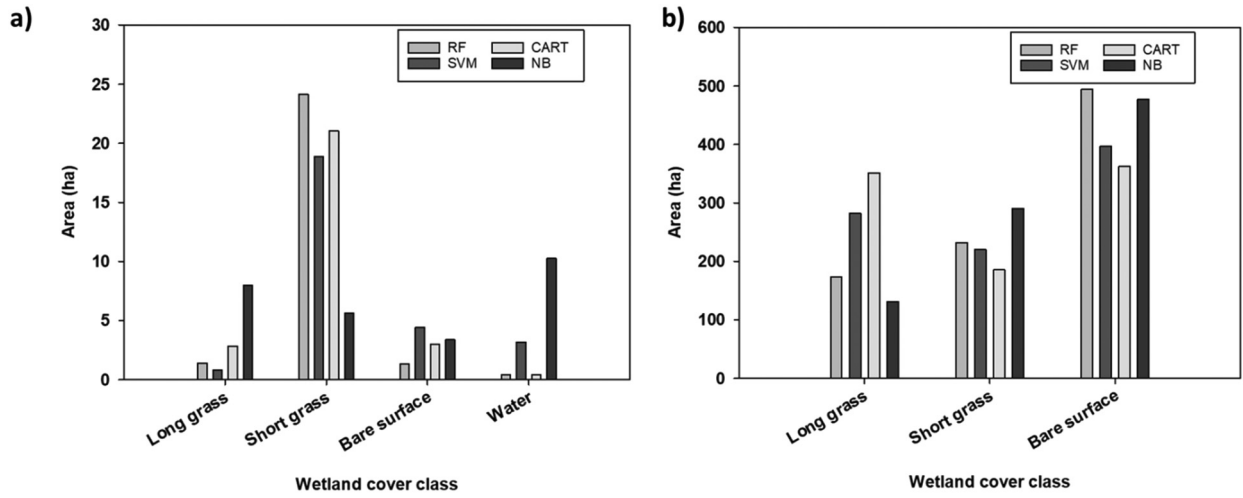 a)
30
25
20
15
10
5
0
Area (ha)
RF CART
SVM NB
Long grass
Short grass
Bare surface
Water
Wetland cover class
b)
600
500
400
300
200
100
0
Area (ha)
RF CART
SVM NB
Long grass
Short grass
Bare surface
Wetland cover class